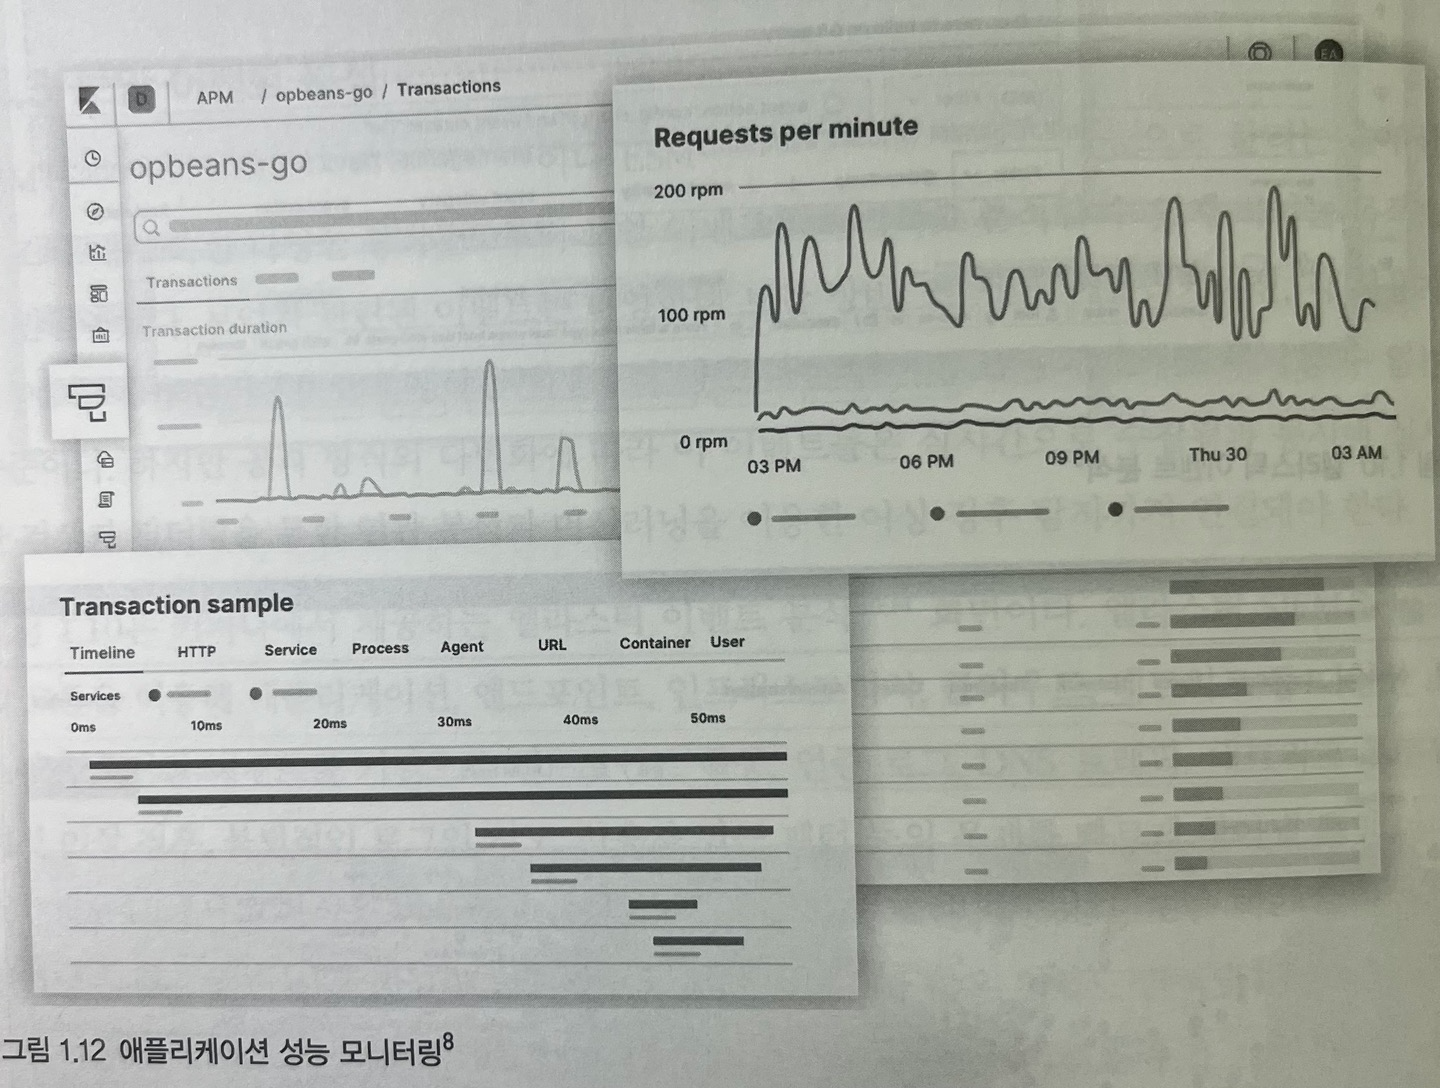 D APM / opbeans-go / Transactions
EA
opbeans-go
Transactions
Transaction duration
Requests per minute
200 rpm
100 rpm
0 rpm
03 PM 06 PM 09 PM Thu 30 03 AM
Transaction sample
Timeline HTTP Service Process Agent URL Container User
Services
0ms 10ms 20ms 30ms 40ms 50ms
그림 1.12 애플리케이션 성능 모니터링8